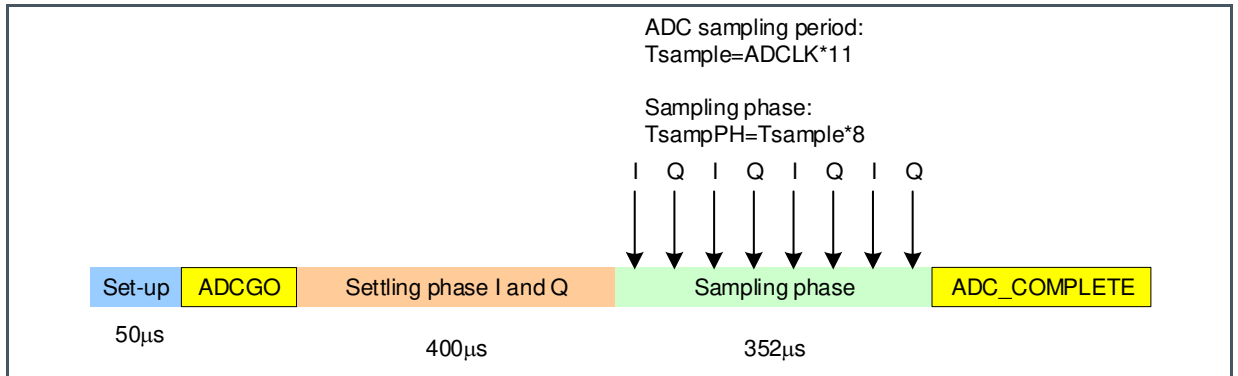 ADC sampling period:
Tsample=ADCLK*11
Sampling phase:
TsampPH=Tsample*8
I Q I Q I Q I Q
Set-up ADCGO Settling phase I and Q Sampling phase ADC_COMPLETE
50μs 400μs 352μs